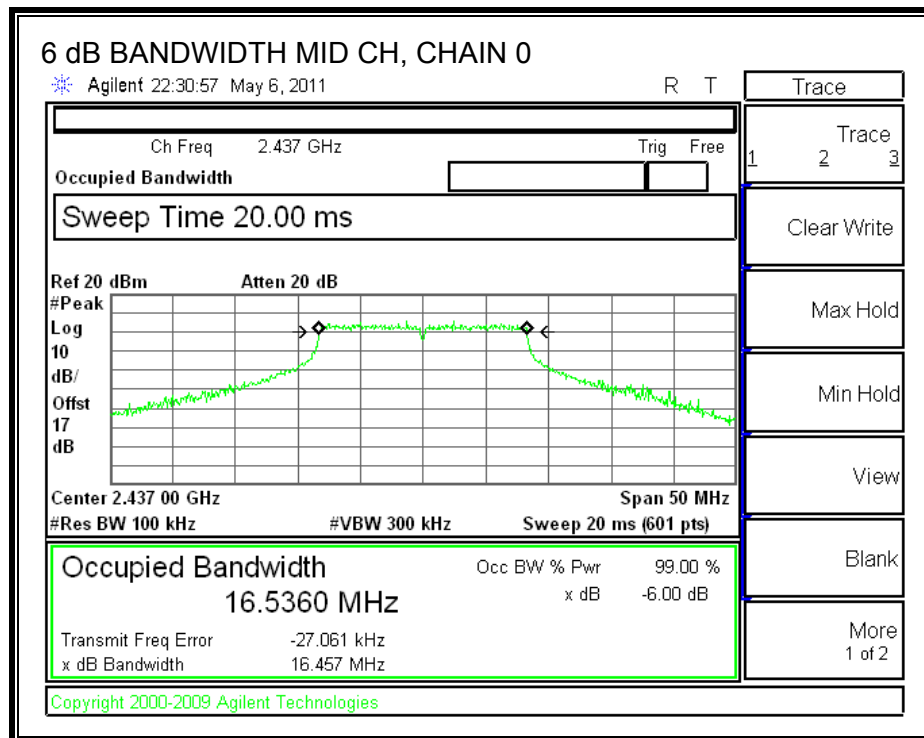 6 dB BANDWIDTH MID CH, CHAIN 0
Agilent 22:30:57 May 6, 2011 R T
Trace
Ch Freq 2.437 GHz Trig Free
Occupied Bandwidth
Trace
1 2 3
Sweep Time 20.00 ms
Clear Write
Ref 20 dBm Atten 20 dB
#Peak
Log
10
dB/
Offst
17
dB
Max Hold
Min Hold
Center 2.437 00 GHz Span 50 MHz
#Res BW 100 kHz #VBW 300 kHz Sweep 20 ms (601 pts)
View
Occupied Bandwidth Occ BW % Pwr 99.00 %
16.5360 MHz x dB -6.00 dB
Transmit Freq Error -27.061 kHz
x dB Bandwidth 16.457 MHz
Blank
More
1 of 2
Copyright 2000-2009 Agilent Technologies